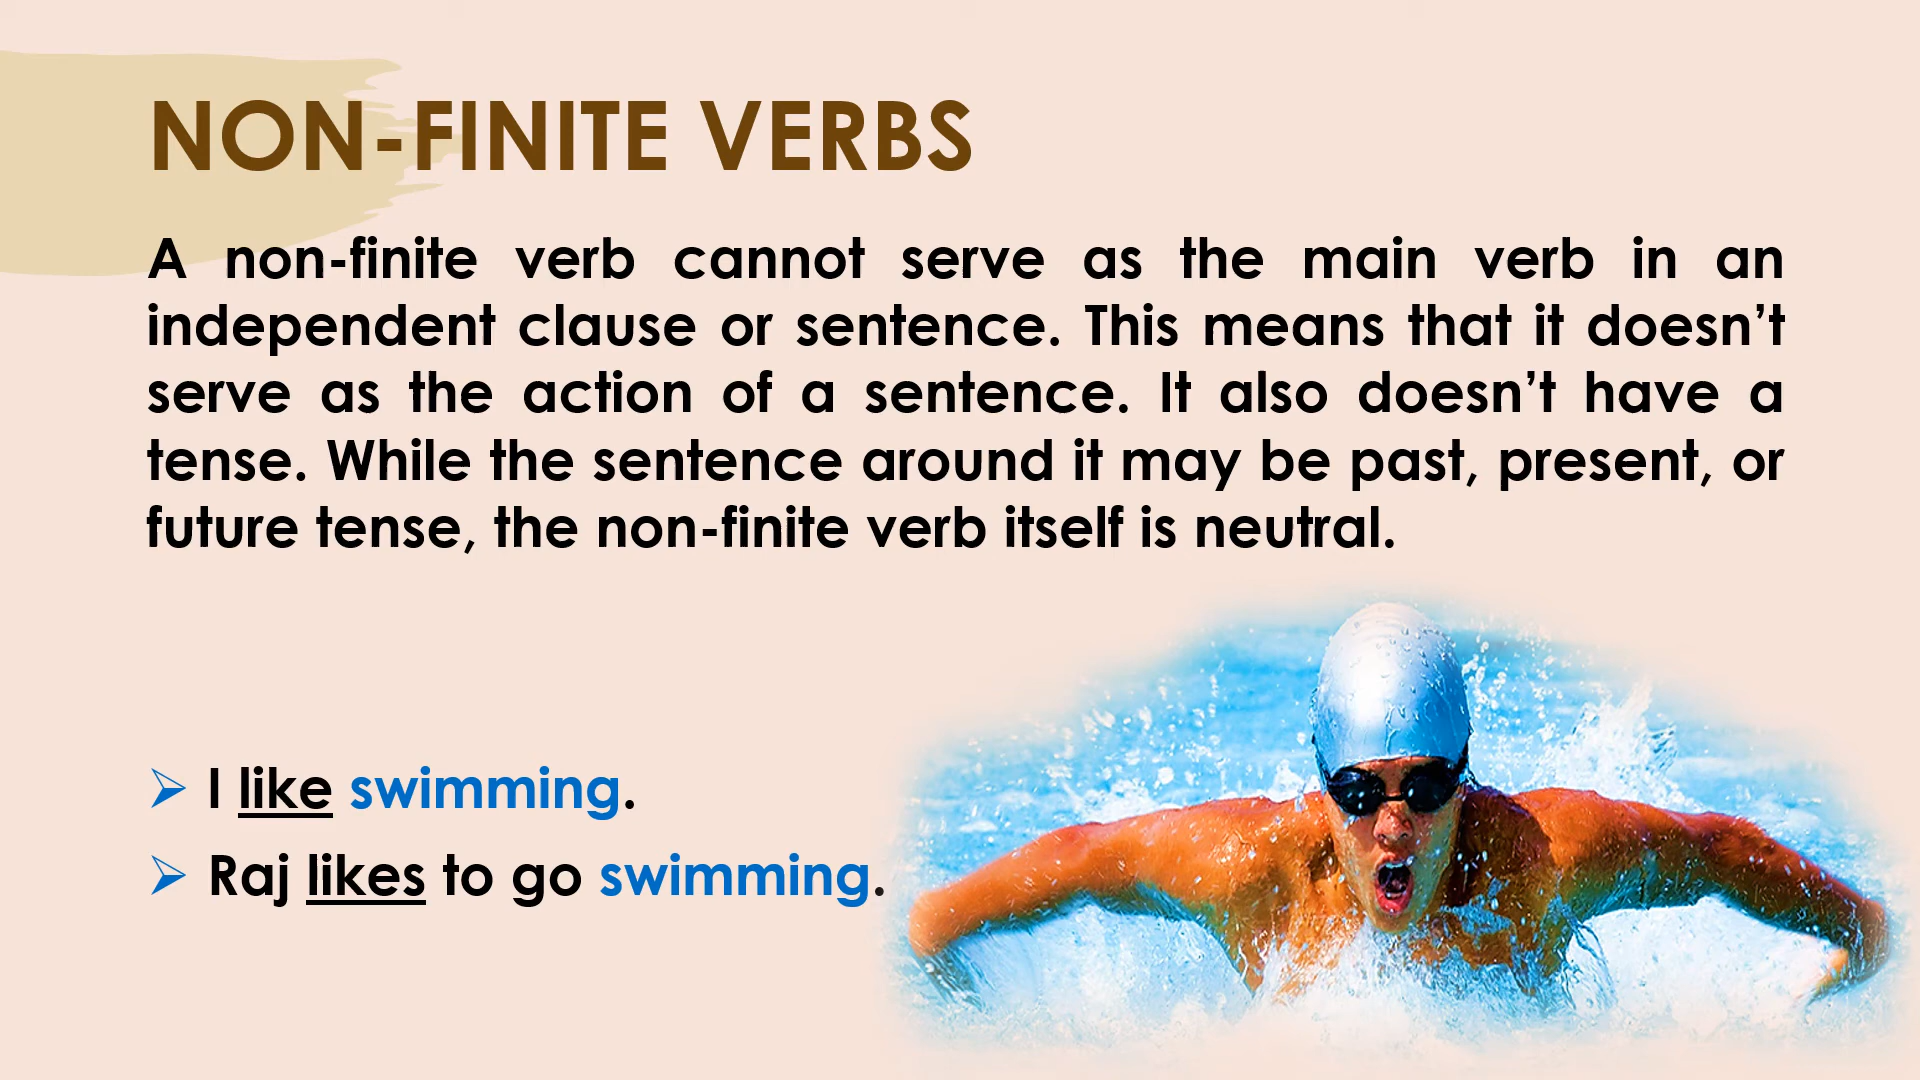 NON-FINITE VERBS
A non-finite verb cannot serve as the main verb in an
independent clause or sentence. This means that it doesn’t
serve as the action of a sentence. It also doesn’t have a
tense. While the sentence around it may be past, present, or
future tense, the non-finite verb itself is neutral.
I like swimming.
Raj likes to go swimming.